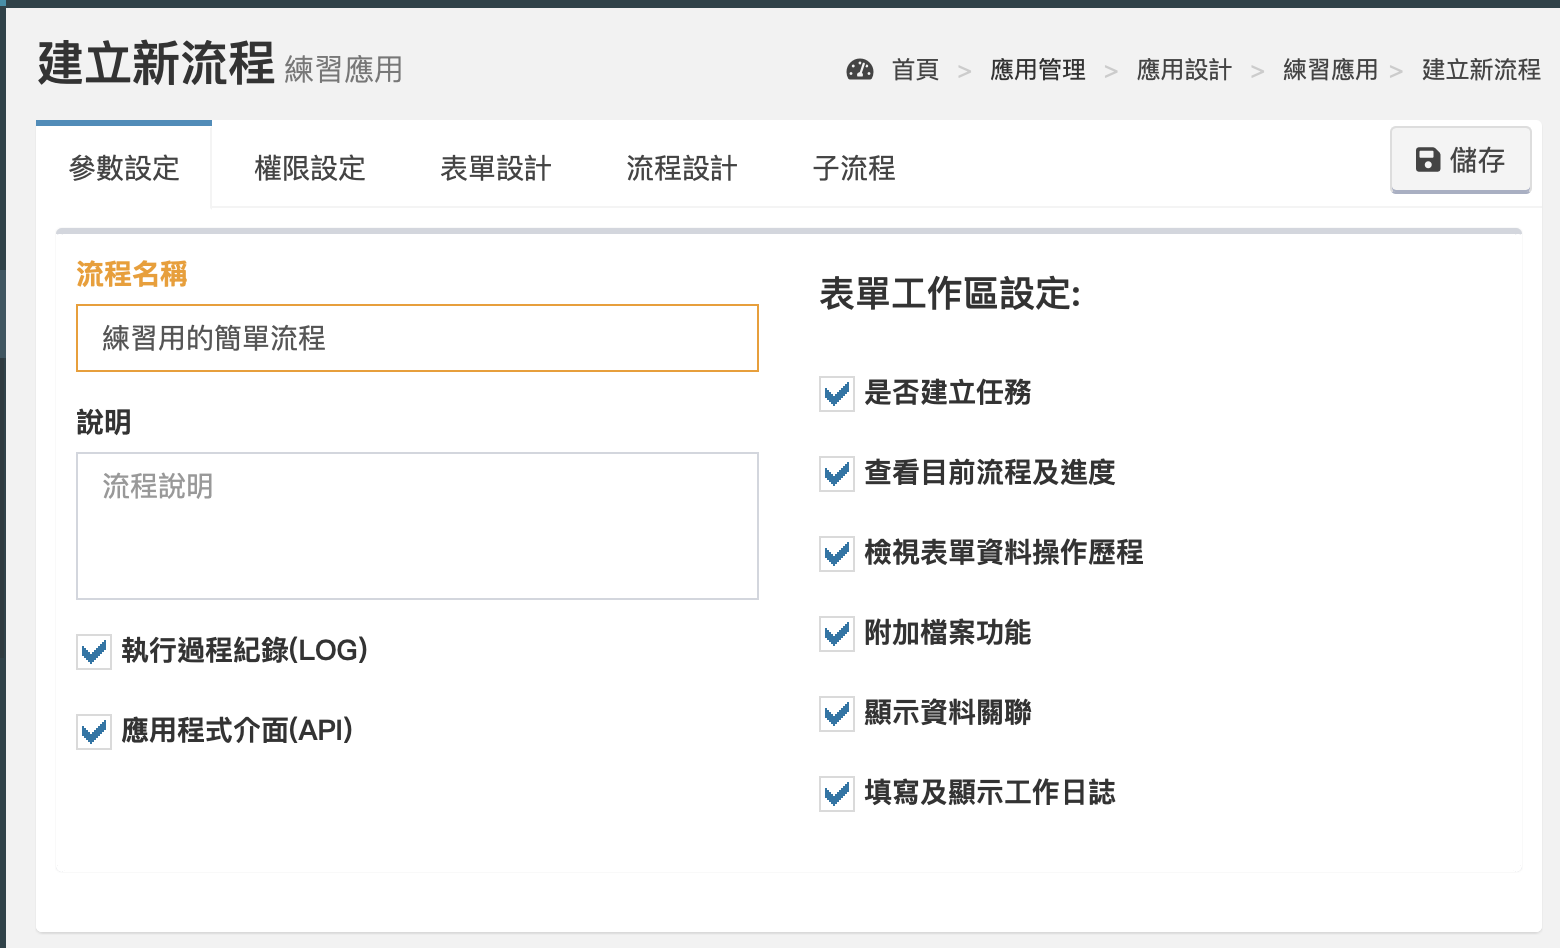 建立新流程 練習應用
首頁 > 應用管理 > 應用設計 > 練習應用 > 建立新流程
參數設定 權限設定 表單設計 流程設計 子流程 儲存
流程名稱
練習用的簡單流程
說明
流程說明
執行過程紀錄(LOG)
應用程式介面(API)
表單工作區設定:
是否建立任務
查看目前流程及進度
檢視表單資料操作歷程
附加檔案功能
顯示資料關聯
填寫及顯示工作日誌